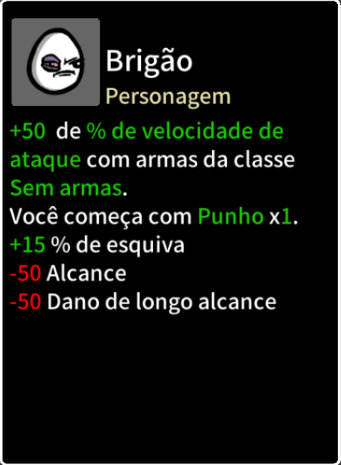 Brigão
Personagem
+50 de % de velocidade de
ataque com armas da classe
Sem armas.
Você começa com Punho x1.
+15 % de esquiva
-50 Alcance
-50 Dano de longo alcance